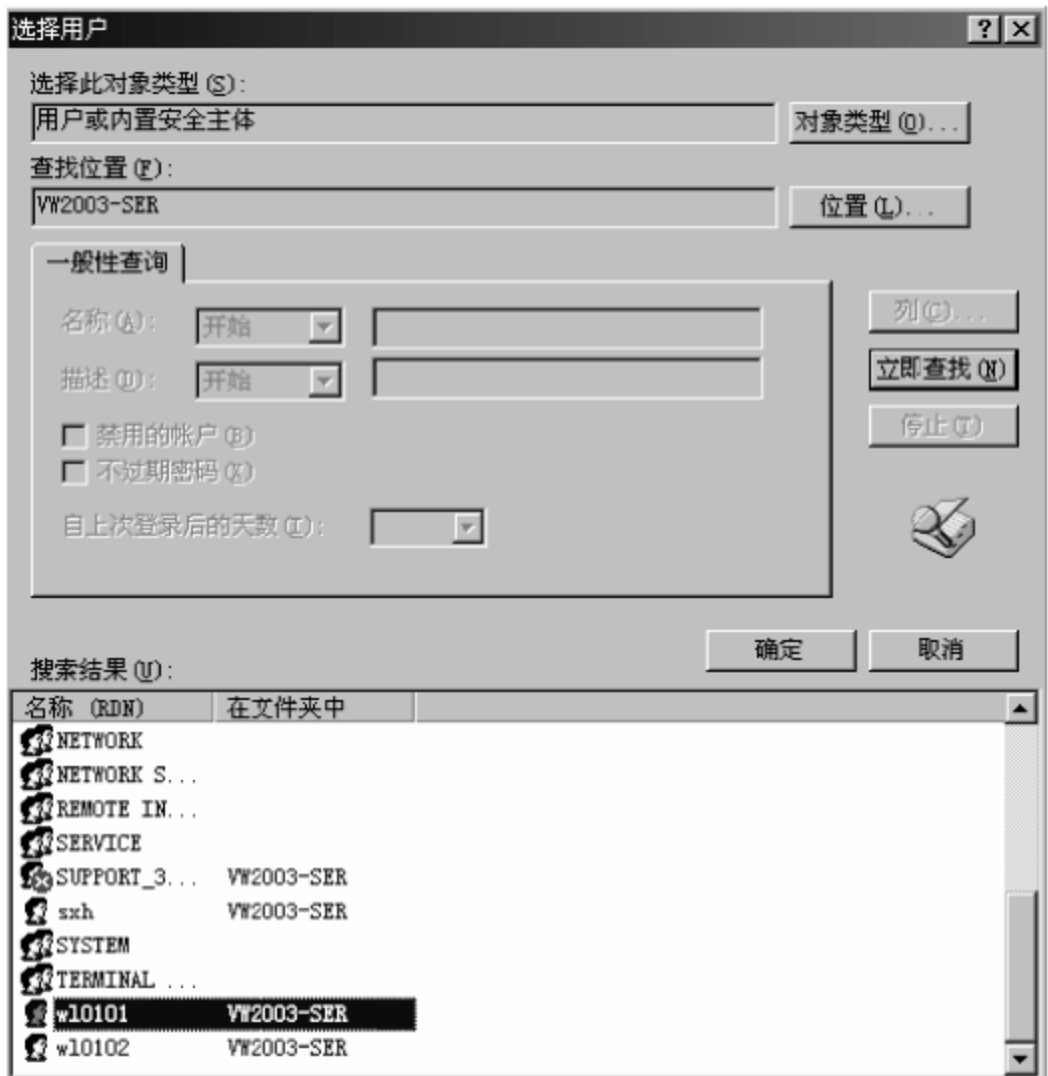 选择用户
选择此对象类型(S):
用户或内置安全主体 对象类型(O)...
查找位置(F):
VW2003-SER 位置(L)...
一般性查询
名称(A): 开始 列(C)...
描述(D): 开始 立即查找(N)
禁用的帐户(B) 停止(T)
不过期密码(X)
自上次登录后的天数(I):
确定 取消
搜索结果(U):
名称 (RDN) 在文件夹中
NETWORK
NETWORK S...
REMOTE IN...
SERVICE
SUPPORT_3... VW2003-SER
sxh VW2003-SER
SYSTEM
TERMINAL ...
wl0101 VW2003-SER
wl0102 VW2003-SER